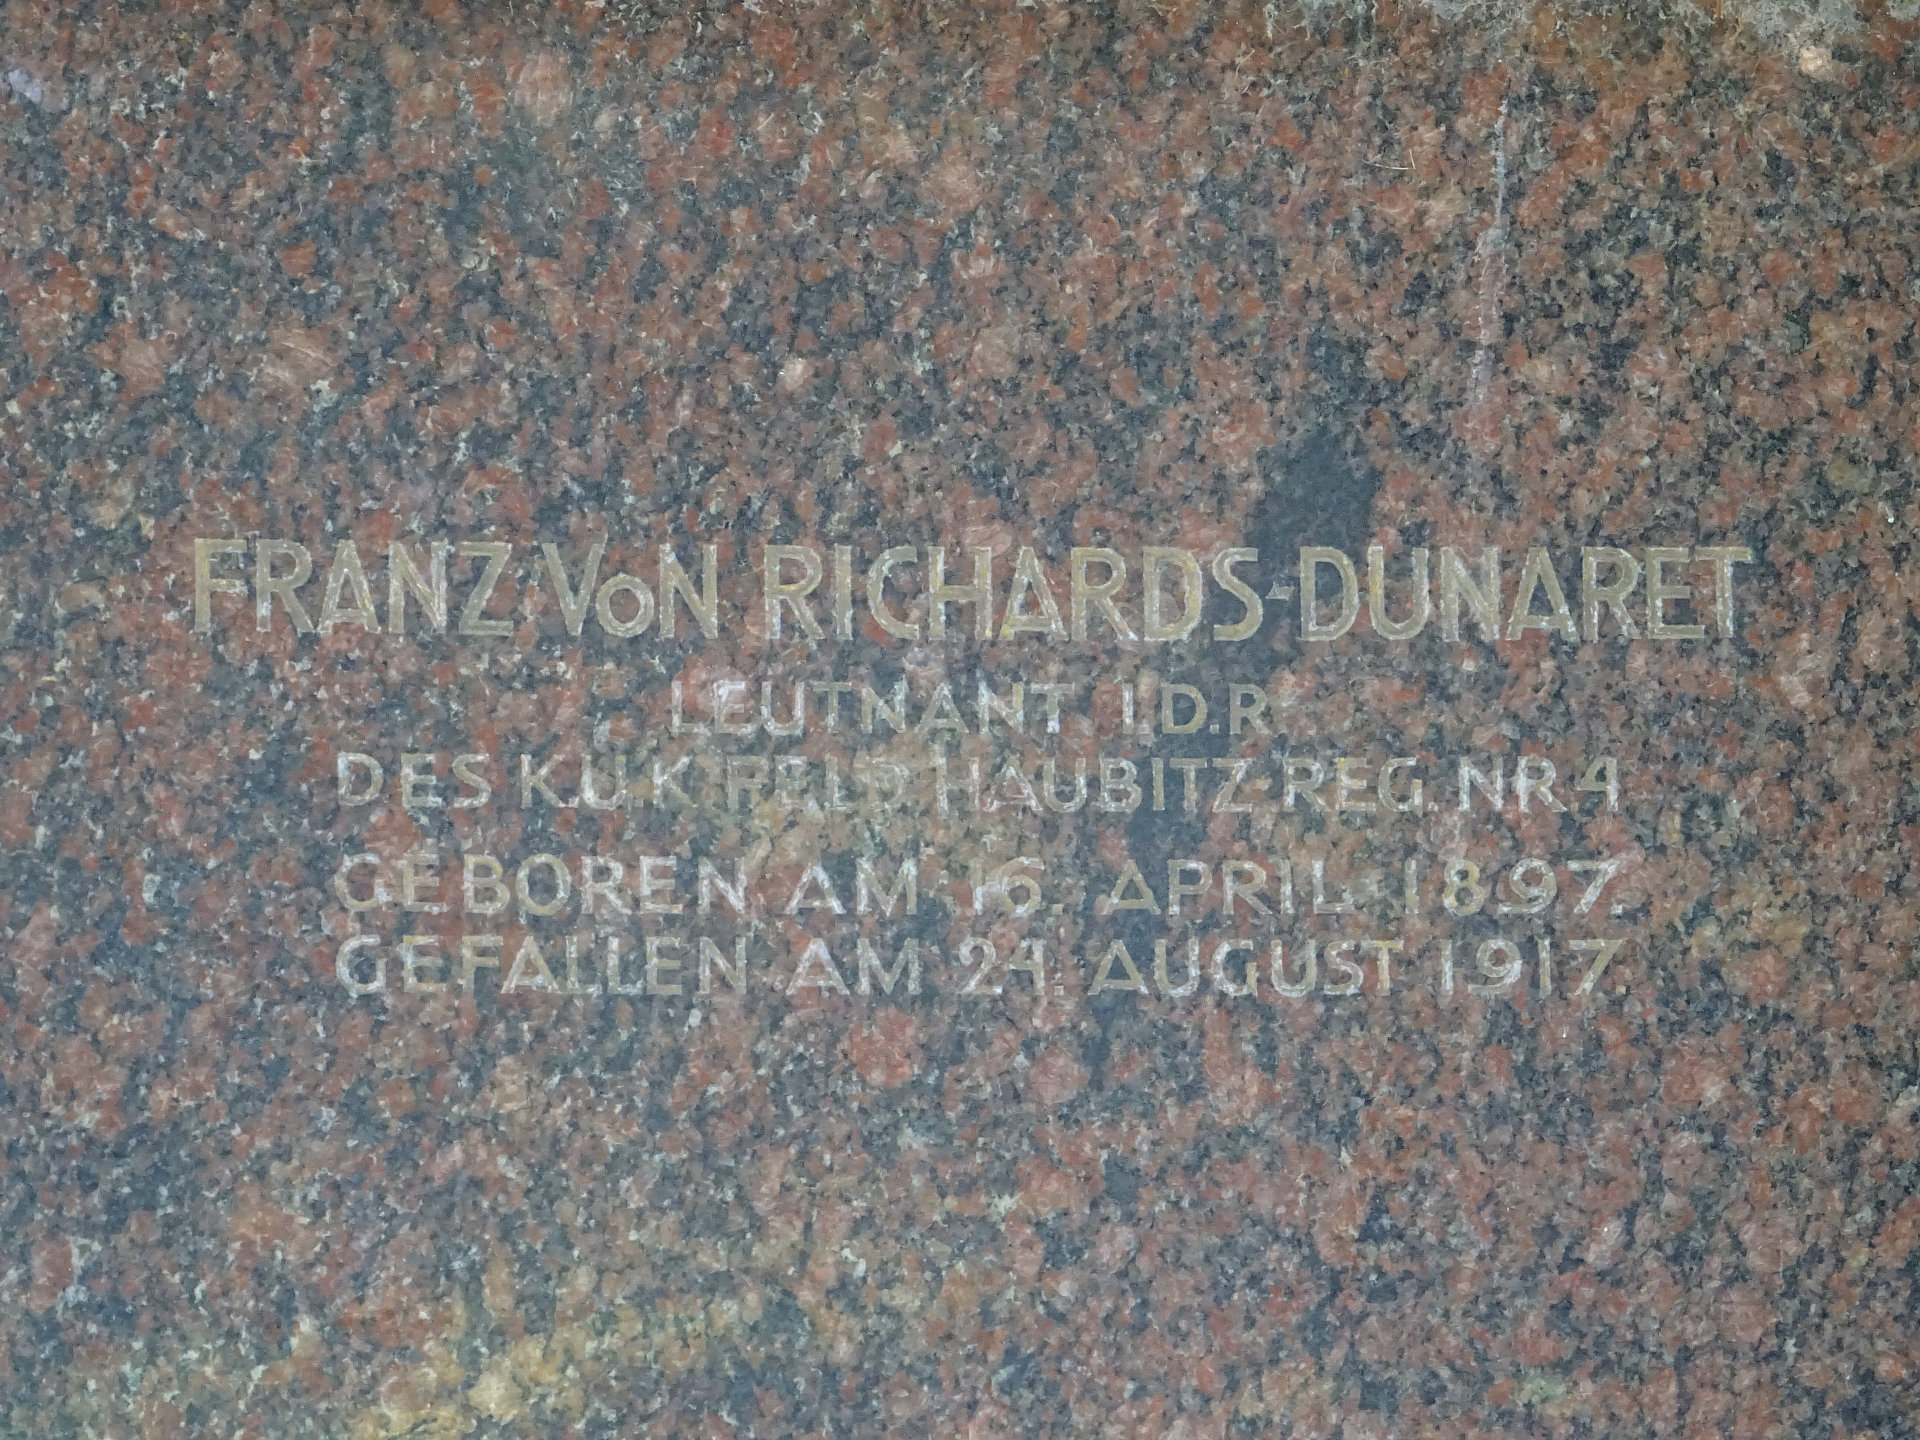 FRANZ VON RICHARDS-DUNARET
LEUTNANT I.D.R.
DES K.U.K. FELD HAUBITZ-REG. NR 4
GEBOREN AM 16. APRIL 1897.
GEFALLEN AM 24. AUGUST 1917.